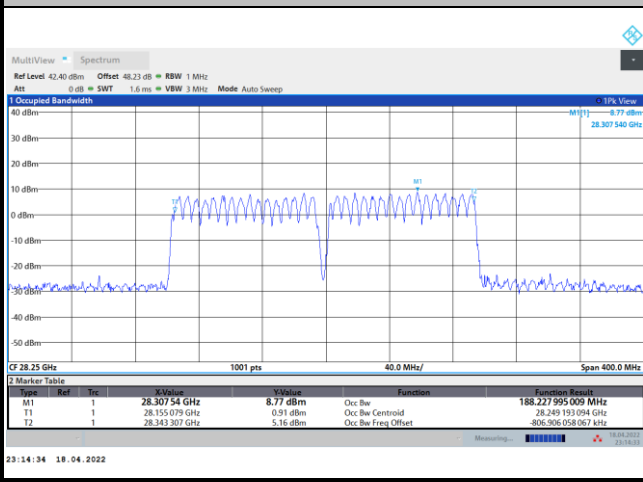 MultiView Spectrum
Ref Level 42.40 dBm Offset 48.23 dB RBW 1 MHz
Att 0 dB SWT 1.6 ms VBW 3 MHz Mode Auto Sweep
1 Occupied Bandwidth 1Pk View
40 dBm M1[1] 8.77 dBm
28.307 540 GHz
30 dBm
20 dBm
M1
10 dBm
T1 T2
0 dBm
-10 dBm
-20 dBm
-30 dBm
-40 dBm
-50 dBm
CF 28.25 GHz 1001 pts 40.0 MHz/ Span 400.0 MHz
2 Marker Table
Type Ref Trc X-Value Y-Value Function Function Result
M1 1 28.307 54 GHz 8.77 dBm Occ Bw 188.227 995 009 MHz
T1 1 28.155 079 GHz 0.91 dBm Occ Bw Centroid 28.249 193 094 GHz
T2 1 28.343 307 GHz 5.16 dBm Occ Bw Freq Offset -806.906 058 067 kHz
Measuring... 18.04.2022
23:14:33
23:14:34 18.04.2022